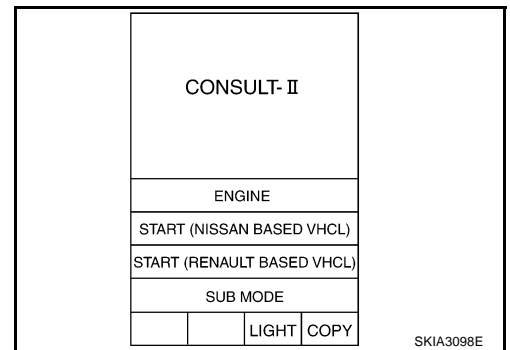 CONSULT-II
ENGINE
START (NISSAN BASED VHCL)
START (RENAULT BASED VHCL)
SUB MODE
LIGHT COPY
SKIA3098E